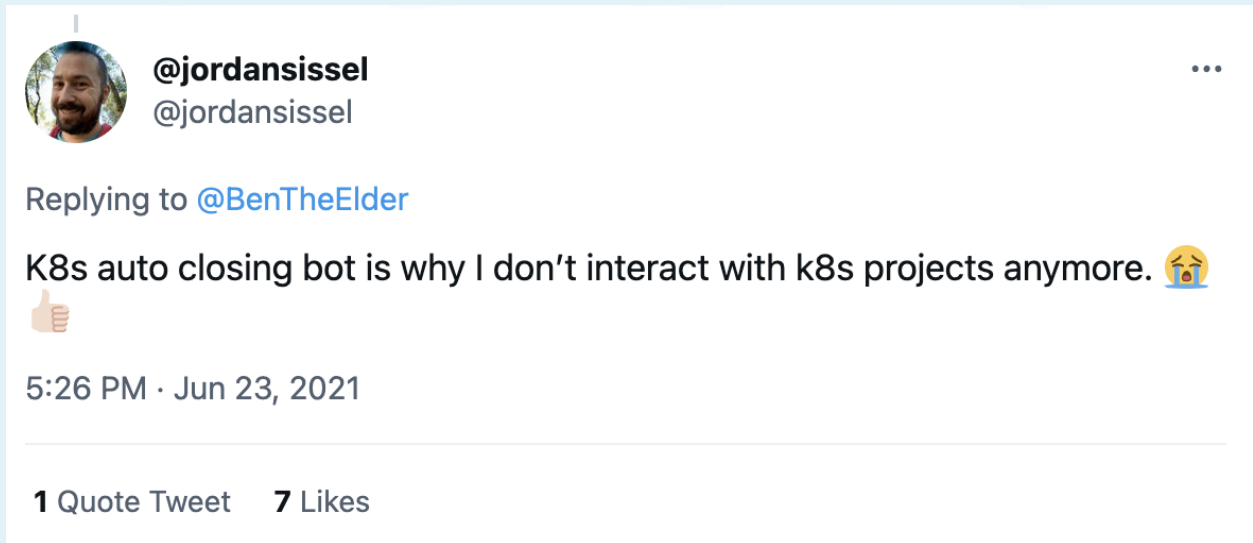 @jordansissel
@jordansissel
Replying to @BenTheElder
K8s auto closing bot is why I don’t interact with k8s projects anymore. 😭
👍🏻
5:26 PM · Jun 23, 2021
1 Quote Tweet 7 Likes